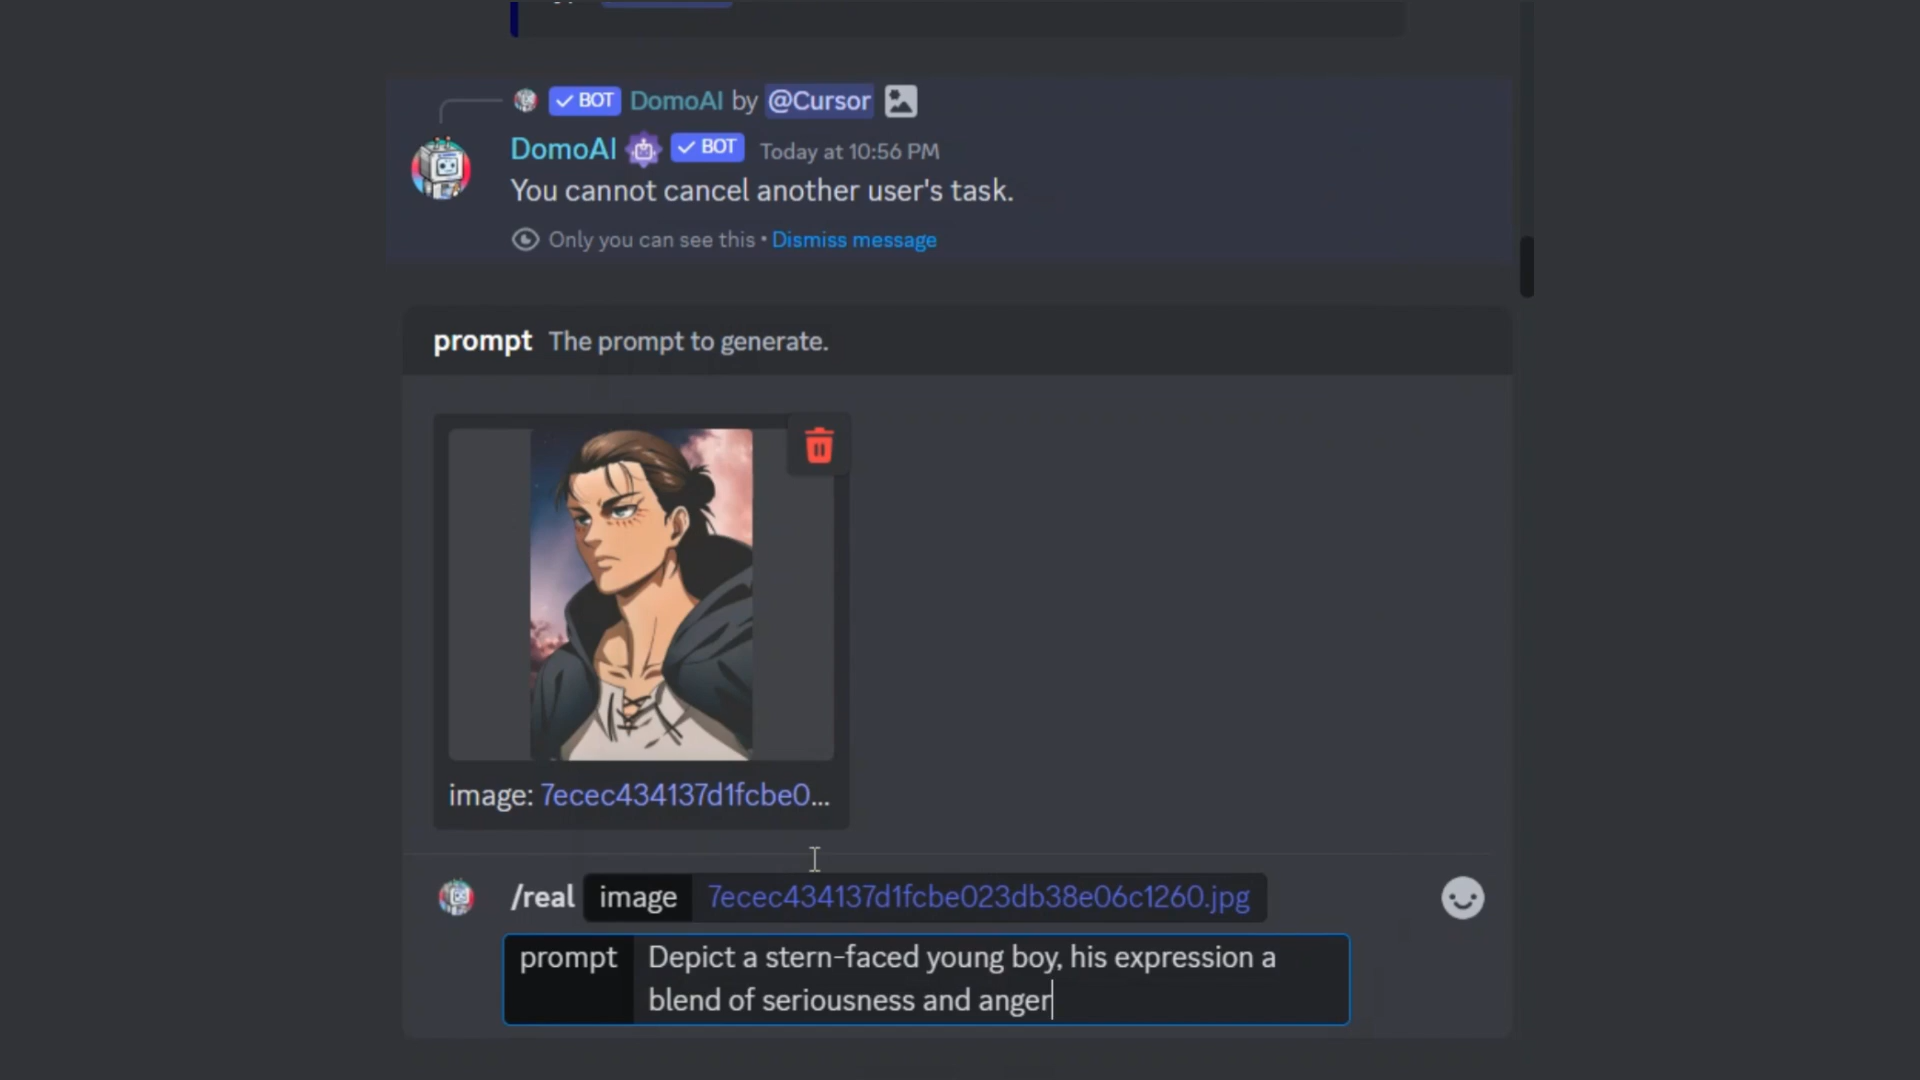 BOT DomoAI by @Cursor
DomoAI BOT Today at 10:56 PM
You cannot cancel another user's task.
Only you can see this • Dismiss message
prompt The prompt to generate.
image: 7ecec434137d1fcbe0...
/real image 7ecec434137d1fcbe023db38e06c1260.jpg
prompt Depict a stern-faced young boy, his expression a
blend of seriousness and anger